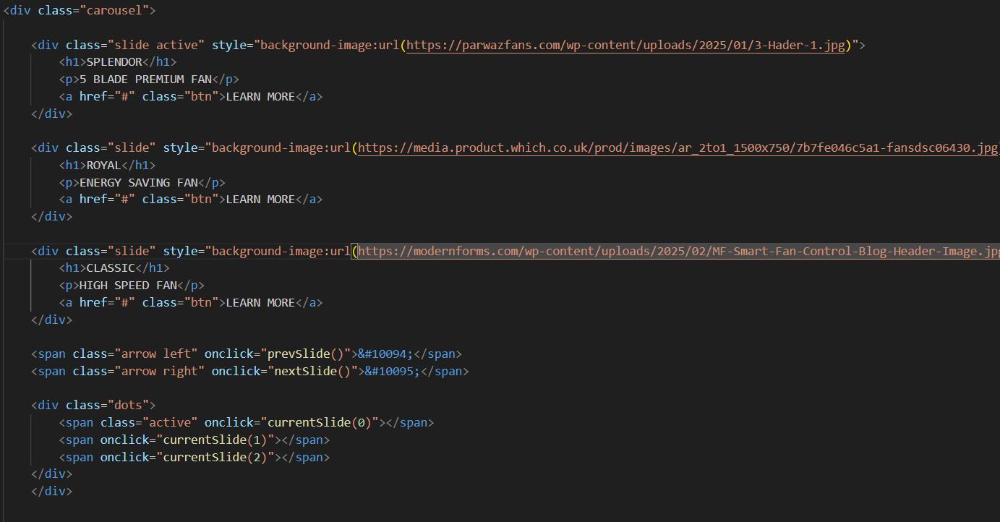 <div class="carousel">
<div class="slide active" style="background-image:url(https://parwazfans.com/wp-content/uploads/2025/01/3-Hader-1.jpg)">
<h1>SPLENDOR</h1>
<p>5 BLADE PREMIUM FAN</p>
<a href="#" class="btn">LEARN MORE</a>
</div>
<div class="slide" style="background-image:url(https://media.product.which.co.uk/prod/images/ar_2to1_1500x750/7b7fe046c5a1-fansdsc06430.jpg)
<h1>ROYAL</h1>
<p>ENERGY SAVING FAN</p>
<a href="#" class="btn">LEARN MORE</a>
</div>
<div class="slide" style="background-image:url(https://modernforms.com/wp-content/uploads/2025/02/MF-Smart-Fan-Control-Blog-Header-Image.jpg
<h1>CLASSIC</h1>
<p>HIGH SPEED FAN</p>
<a href="#" class="btn">LEARN MORE</a>
</div>
<span class="arrow left" onclick="prevSlide()">&#10094;</span>
<span class="arrow right" onclick="nextSlide()">&#10095;</span>
<div class="dots">
<span class="active" onclick="currentSlide(0)"></span>
<span onclick="currentSlide(1)"></span>
<span onclick="currentSlide(2)"></span>
</div>
</div>